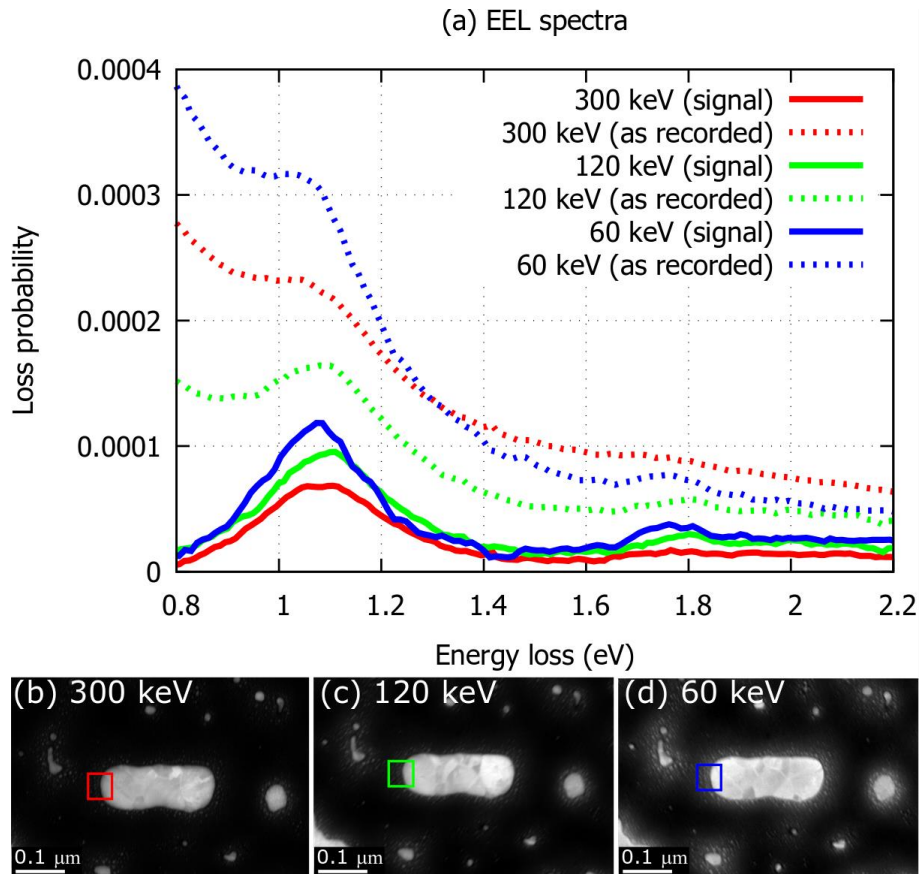 (a) EEL spectra
0.0004
0.0003
0.0002
0.0001
0
Loss probability
300 keV (signal)
300 keV (as recorded)
120 keV (signal)
120 keV (as recorded)
60 keV (signal)
60 keV (as recorded)
0.8 1 1.2 1.4 1.6 1.8 2 2.2
Energy loss (eV)
(b) 300 keV
0.1 μm
(c) 120 keV
0.1 μm
(d) 60 keV
0.1 μm